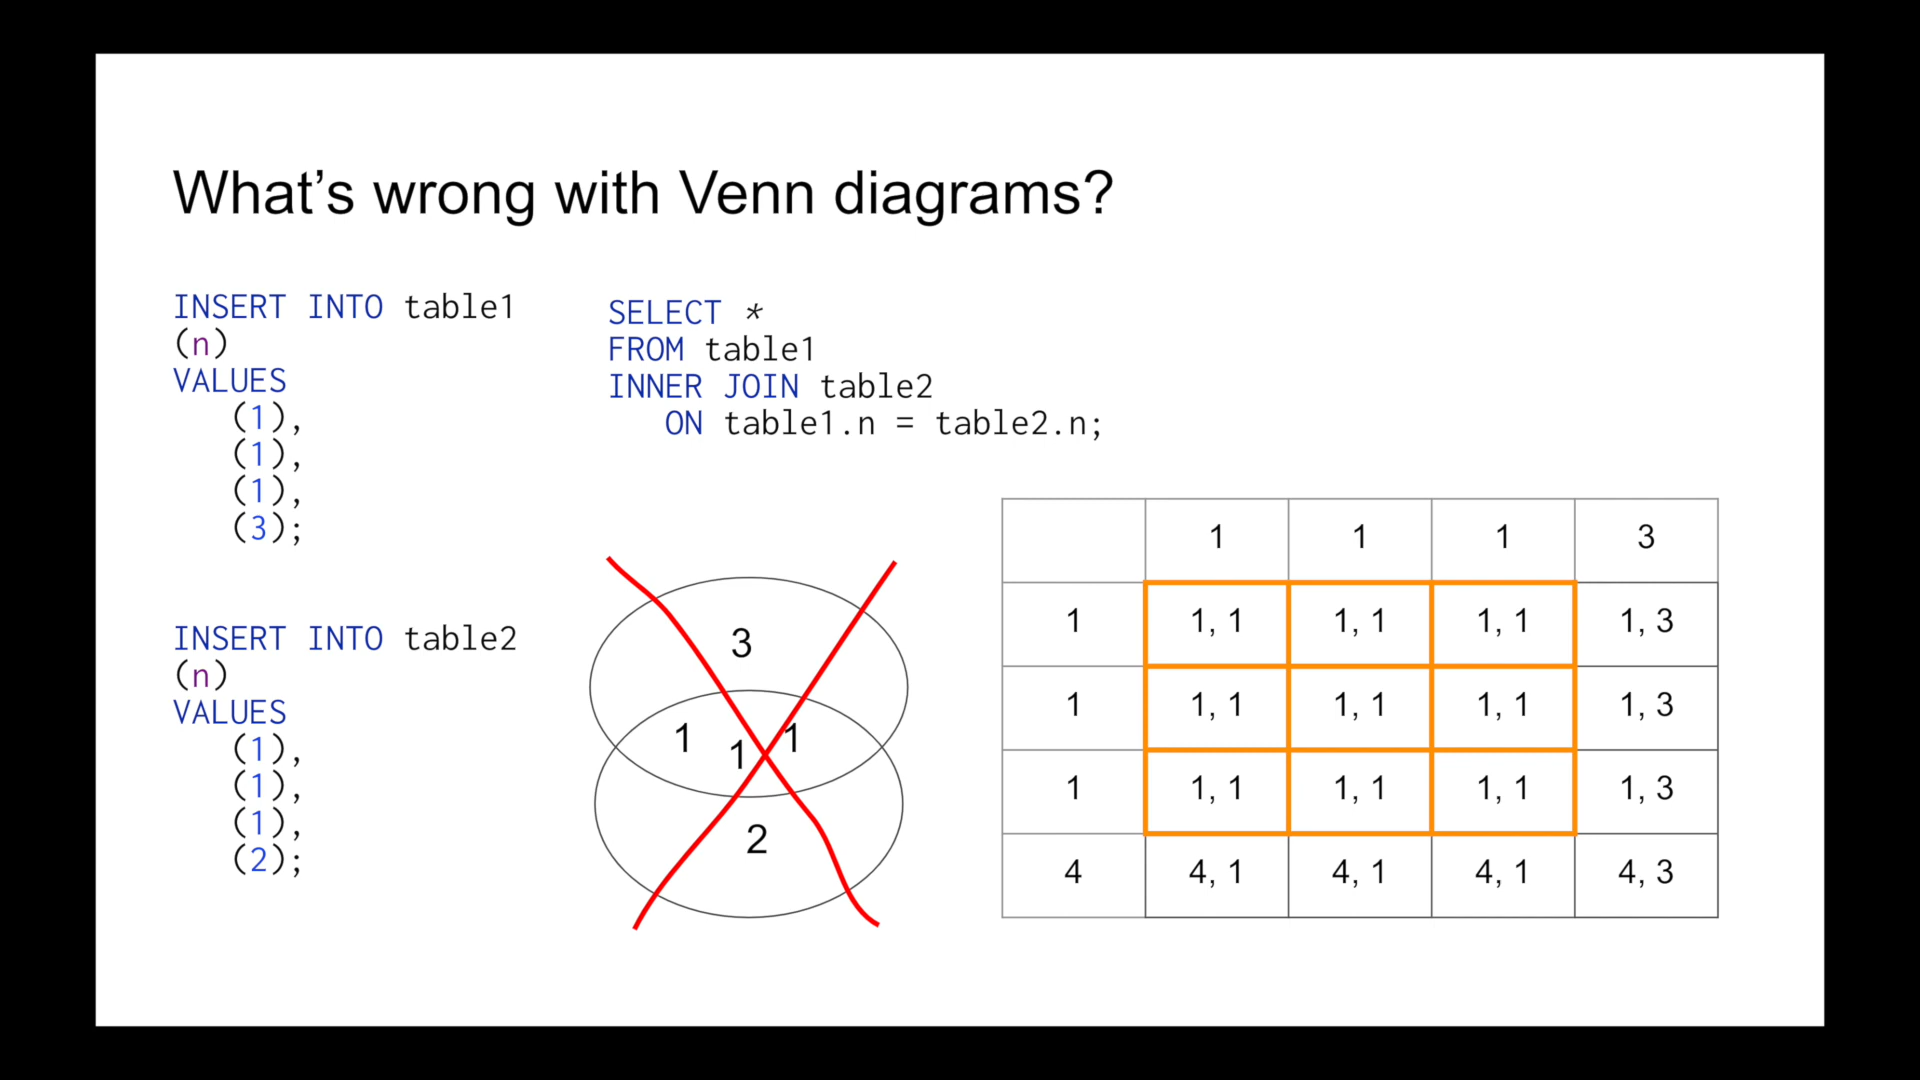 What’s wrong with Venn diagrams?
INSERT INTO table1
(n)
VALUES
(1),
(1),
(1),
(3);
INSERT INTO table2
(n)
VALUES
(1),
(1),
(1),
(2);
SELECT *
FROM table1
INNER JOIN table2
ON table1.n = table2.n;
3
1 1 1
2
1 1 1 3
1 1, 1 1, 1 1, 1 1, 3
1 1, 1 1, 1 1, 1 1, 3
1 1, 1 1, 1 1, 1 1, 3
4 4, 1 4, 1 4, 1 4, 3